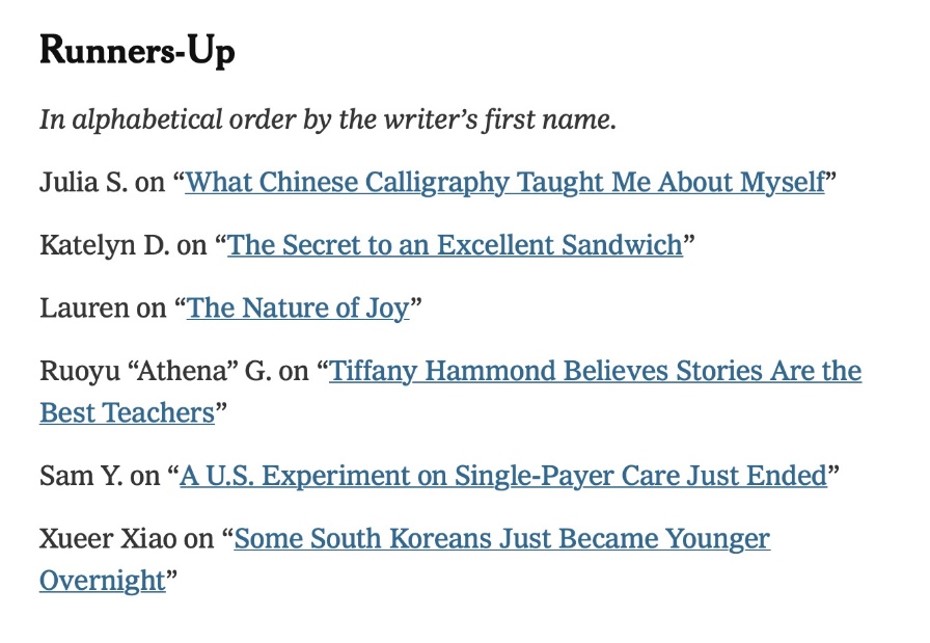 Runners-Up
In alphabetical order by the writer’s first name.
Julia S. on “What Chinese Calligraphy Taught Me About Myself”
Katelyn D. on “The Secret to an Excellent Sandwich”
Lauren on “The Nature of Joy”
Ruoyu “Athena” G. on “Tiffany Hammond Believes Stories Are the
Best Teachers”
Sam Y. on “A U.S. Experiment on Single-Payer Care Just Ended”
Xueer Xiao on “Some South Koreans Just Became Younger
Overnight”